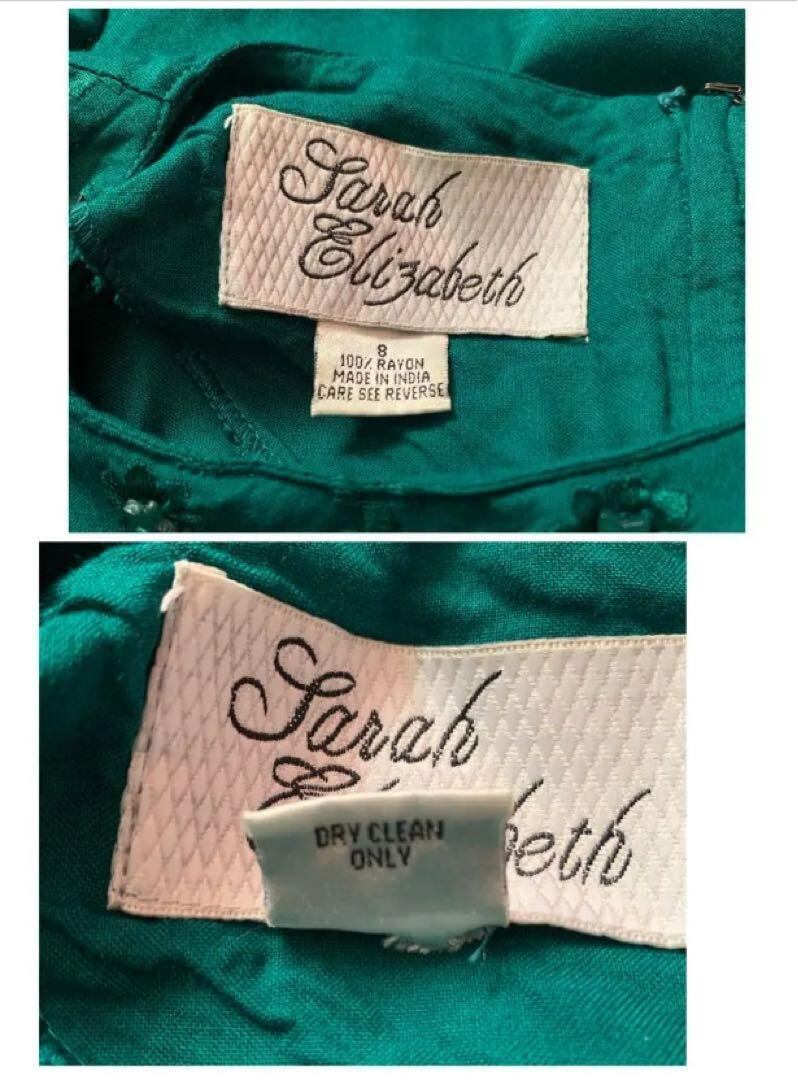 Sarah
Elizabeth
8
100% RAYON
MADE IN INDIA
CARE SEE REVERSE
Sarah
beth
DRY CLEAN
ONLY